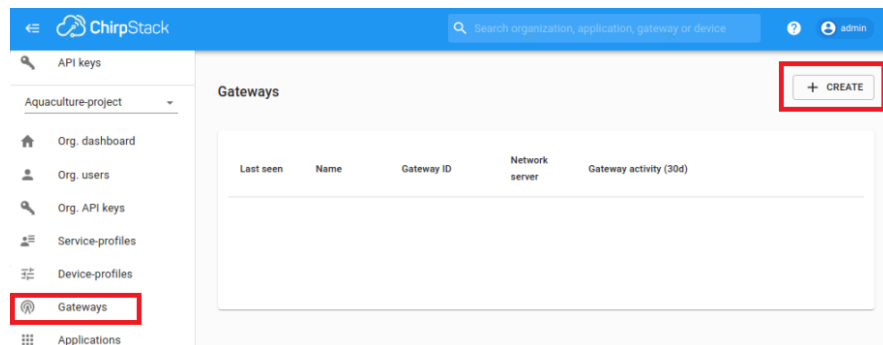 ChirpStack
Search organization, application, gateway or device
?
admin
API keys
Aquaculture-project
Org. dashboard
Org. users
Org. API keys
Service-profiles
Device-profiles
Gateways
Applications
Gateways
+ CREATE
Last seen
Name
Gateway ID
Network
server
Gateway activity (30d)